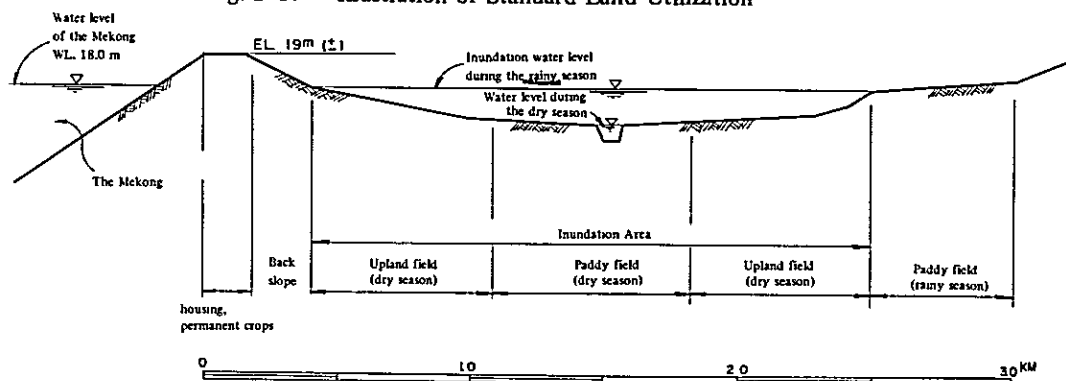 Illustration of Standard Land Utilization
Water level
of the Mekong
WL. 18.0 m
EL 19m (±)
Inundation water level
during the rainy season
Water level during
the dry season
The Mekong
Inundation Area
Back
slope
Upland field
(dry season)
Paddy field
(dry season)
Upland field
(dry season)
Paddy field
(rainy season)
housing,
permanent crops
0 10 20 30 KM